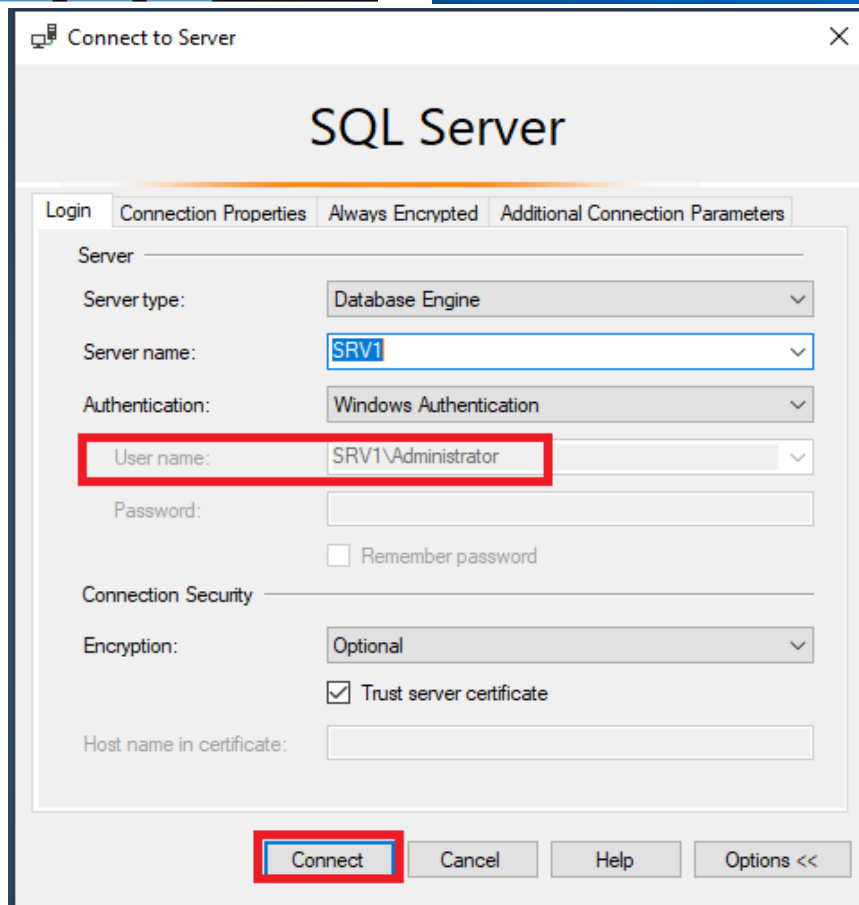 Connect to Server
SQL Server
Login Connection Properties Always Encrypted Additional Connection Parameters
Server
Server type: Database Engine
Server name: SRV1
Authentication: Windows Authentication
User name: SRV1\Administrator
Password:
Remember password
Connection Security
Encryption: Optional
Trust server certificate
Host name in certificate:
Connect Cancel Help Options <<